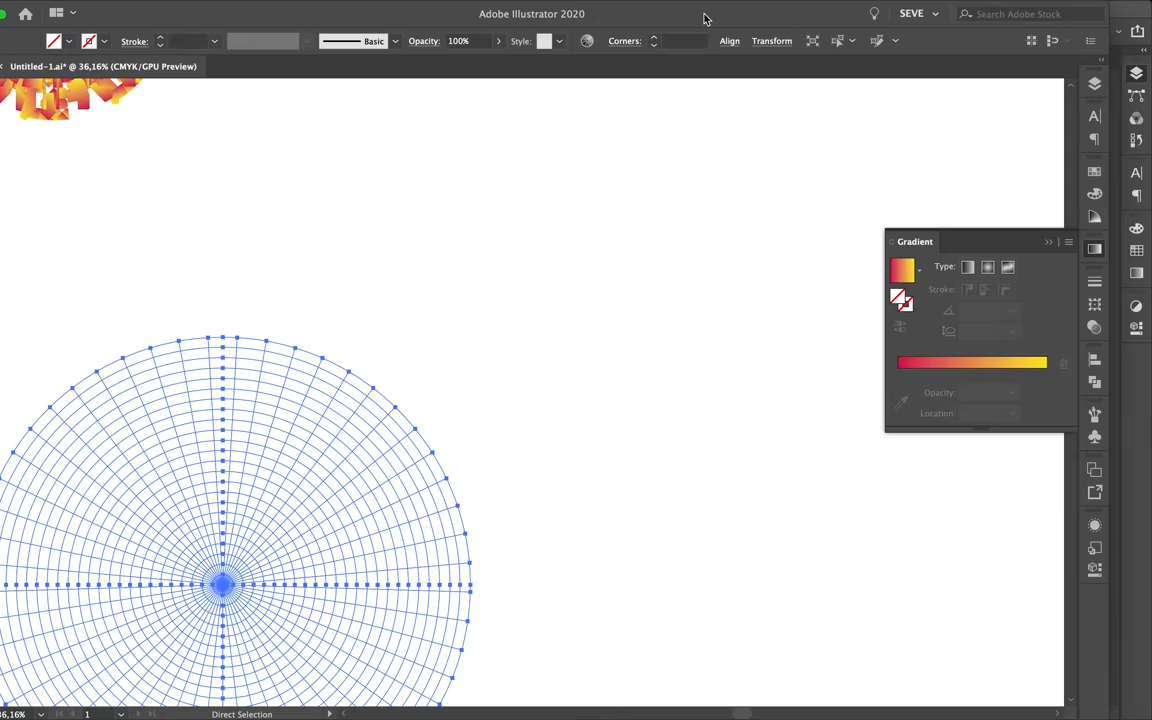 Adobe Illustrator 2020
SEVE
Search Adobe Stock
Stroke:
Basic
Opacity:
100%
Style:
Corners:
Align
Transform
Untitled-1.ai* @ 36,16% (CMYK/GPU Preview)
Gradient
Type:
Stroke:
Opacity:
Location:
36,16%
1
Direct Selection